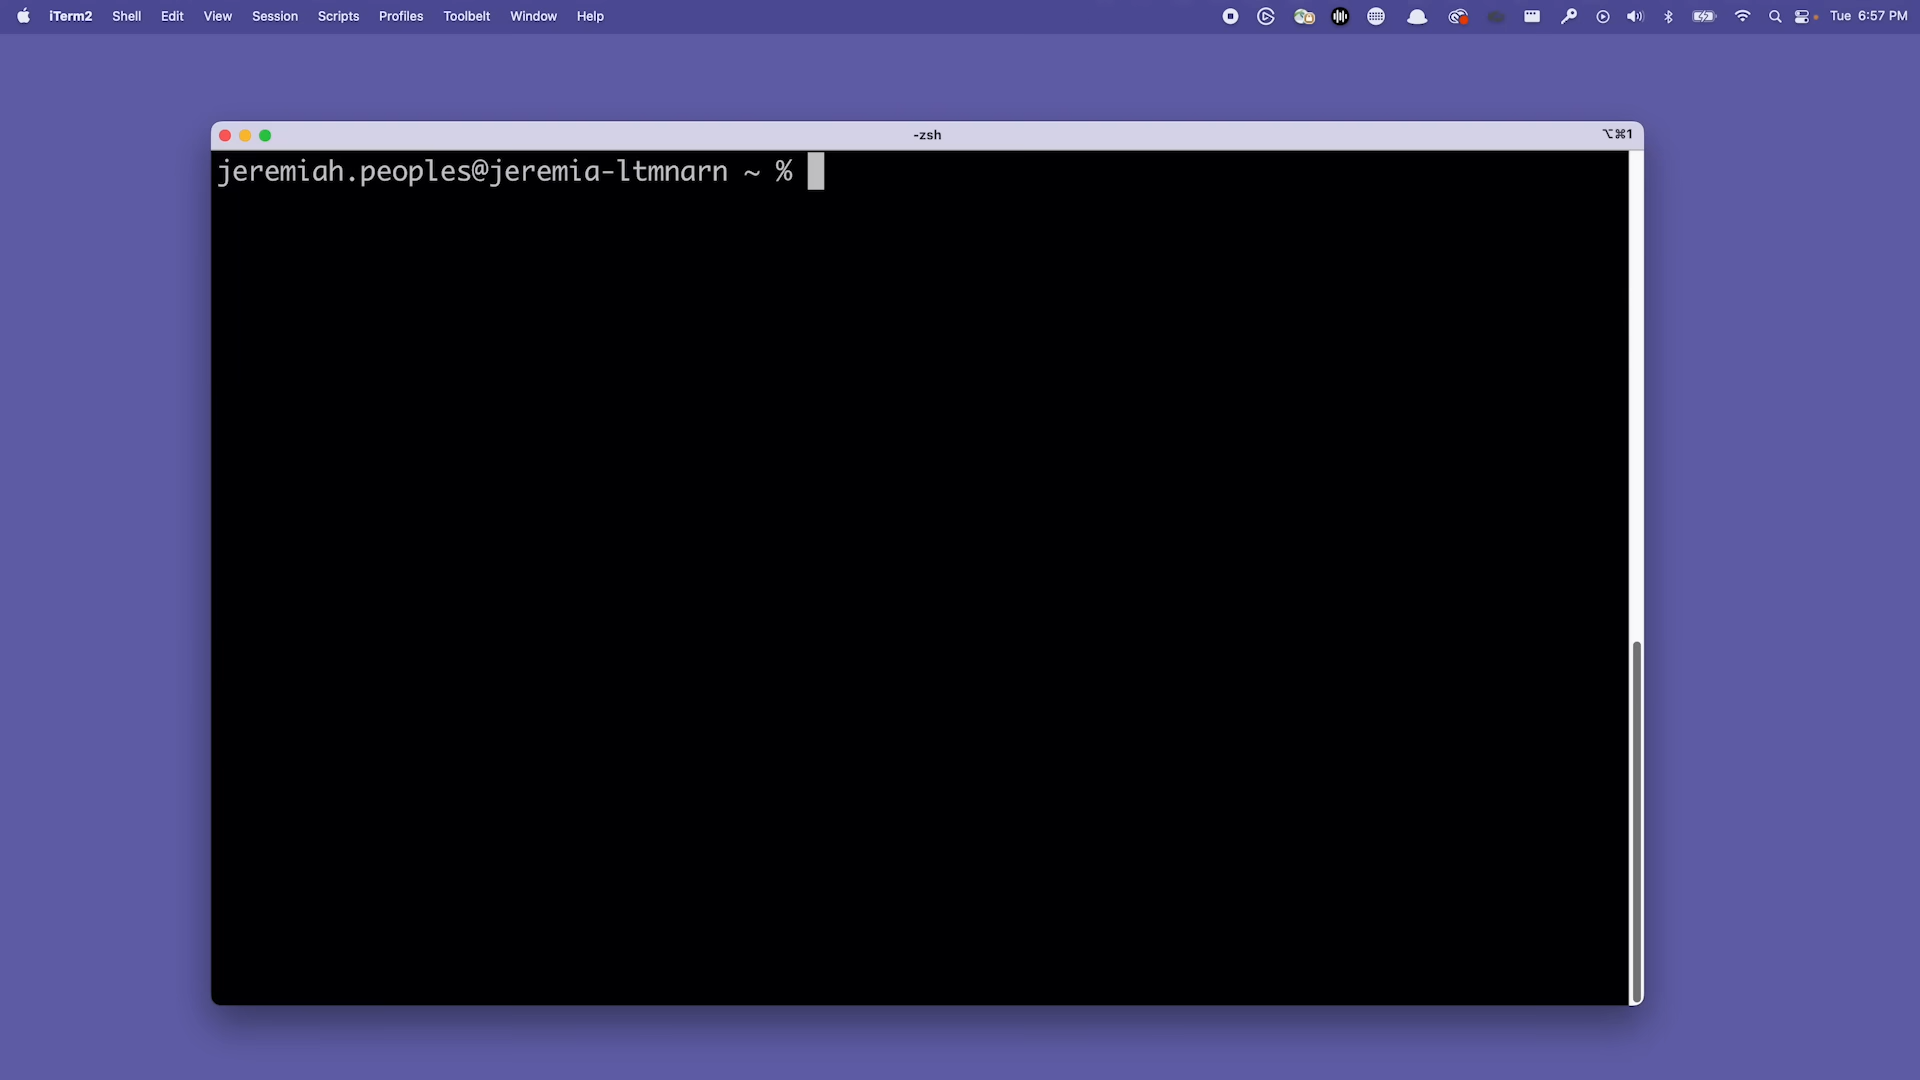 iTerm2 Shell Edit View Session Scripts Profiles Toolbelt Window Help Tue 6:57 PM
-zsh ⌥⌘1
jeremiah.peoples@jeremia-ltmnarn ~ %